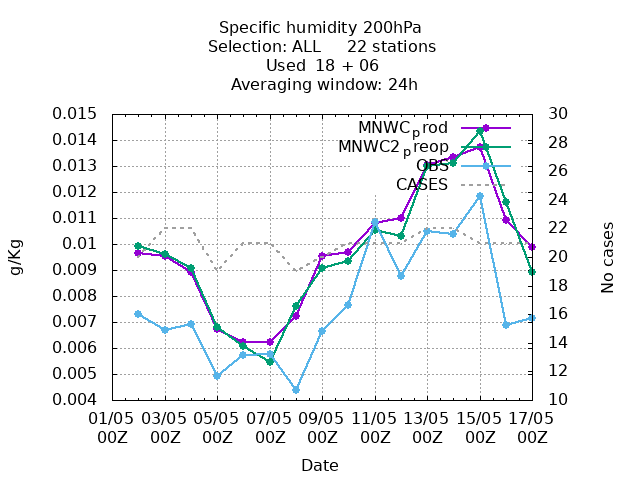 Specific humidity 200hPa
Selection: ALL 22 stations
Used 18 + 06
Averaging window: 24h
g/Kg
0.015
0.014
0.013
0.012
0.011
0.01
0.009
0.008
0.007
0.006
0.005
0.004
MNWCprod
MNWC2preop
OBS
CASES
30
28
26
24
22
20
18
16
14
12
10
No cases
01/05 03/05 05/05 07/05 09/05 11/05 13/05 15/05 17/05
00Z 00Z 00Z 00Z 00Z 00Z 00Z 00Z 00Z
Date